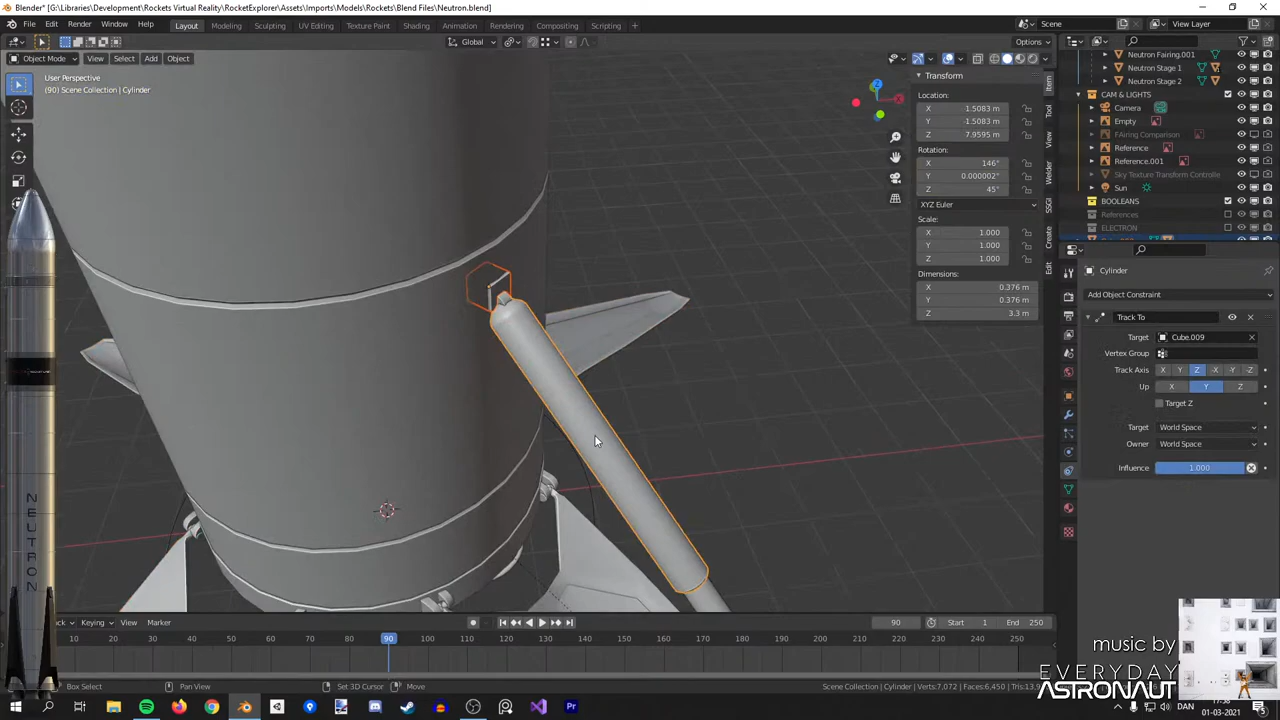 Blender* [G:\Libraries\Development\Rockets Virtual Reality\RocketExplorer\Assets\Imports\Models\Rockets\Blend Files\Neutron.blend]
File Edit Render Window Help Layout Modeling Sculpting UV Editing Texture Paint Shading Animation Rendering Compositing Scripting Scene View Layer
Global Options
Object Mode View Select Add Object
User Perspective
(90) Scene Collection | Cylinder
Transform
Location:
X 1.5083 m
Y -1.5083 m
Z 7.9595 m
Rotation:
X 146°
Y 0.000002°
Z 45°
XYZ Euler
Scale:
X 1.000
Y 1.000
Z 1.000
Dimensions:
X 0.376 m
Y 0.376 m
Z 3.3 m
Item
Tool
View
Create
Edit
Neutron Fairing.001
Neutron Stage 1
Neutron Stage 2
CAM & LIGHTS
Camera
Empty
FAiring Comparison
Reference
Reference.001
Sky Texture Transform Controlle
Sun
BOOLEANS
References
ELECTRON
Cylinder
Add Object Constraint
Track To
Target Cube.009
Vertex Group
Track Axis X Y Z -X -Y -Z
Up X Y Z
Target Z
Target World Space
Owner World Space
Influence 1.000
NEUTRON
Keying View Marker 90 Start 1 End 250
10 20 30 40 50 60 70 80 90 100 110 120 130 140 150 160 170 180 190 200 210 220 230 240 250
music by
EVERYDAY
ASTRONAUT
Box Select Pan View Set 3D Cursor Move Scene Collection | Cylinder | Verts:7,072 | Faces:6,450
DAN
01-03-2021